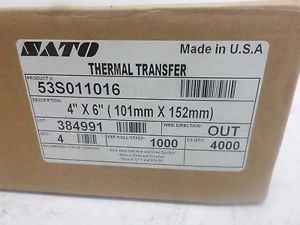 SATO
Made in U.S.A
THERMAL TRANSFER
PRODUCT #:
53S011016
DESCRIPTION:
4" X 6" ( 101mm X 152mm)
LOT:
384991
WIND DIRECTION:
OUT
QTY:
4
PER ROLL/STACK:
1000
CS QTY:
4000